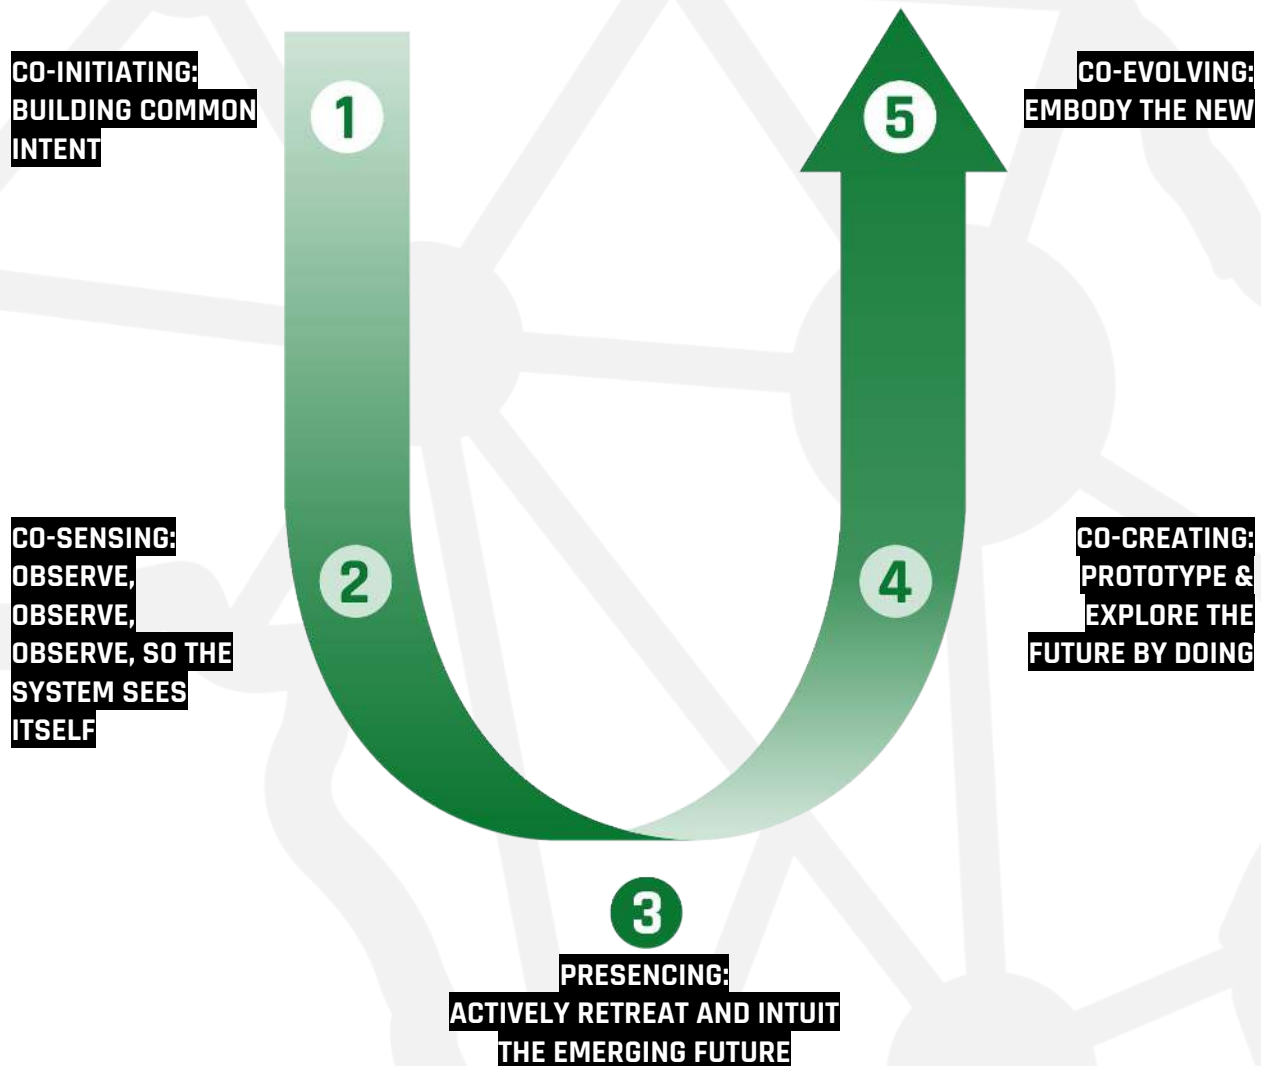 CO-INITIATING:
BUILDING COMMON
INTENT
1
CO-SENSING:
OBSERVE,
OBSERVE,
OBSERVE, SO THE
SYSTEM SEES
ITSELF
2
3
PRESENCING:
ACTIVELY RETREAT AND INTUIT
THE EMERGING FUTURE
4
CO-CREATING:
PROTOTYPE &
EXPLORE THE
FUTURE BY DOING
5
CO-EVOLVING:
EMBODY THE NEW